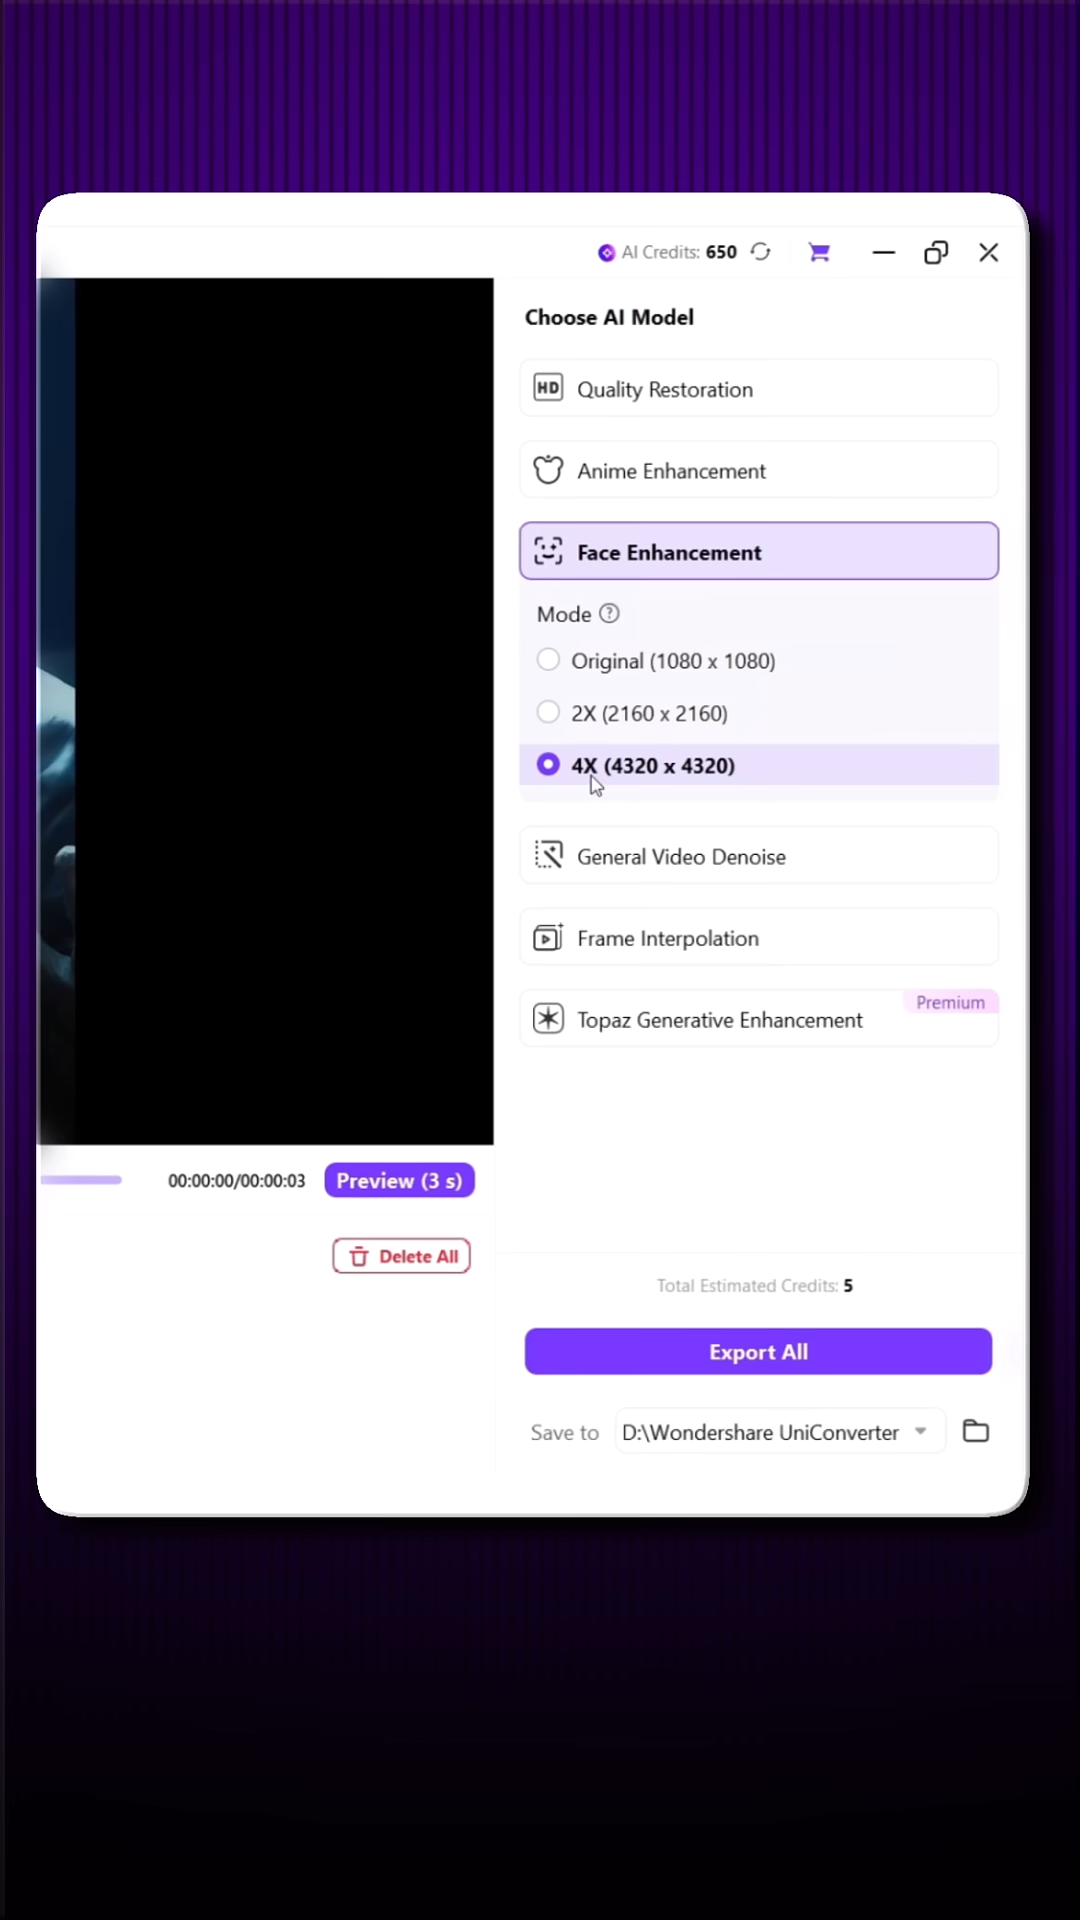 AI Credits: 650
Choose AI Model
HD Quality Restoration
Anime Enhancement
Face Enhancement
Mode ?
Original (1080 x 1080)
2X (2160 x 2160)
4X (4320 x 4320)
General Video Denoise
Frame Interpolation
Premium
Topaz Generative Enhancement
00:00:00/00:00:03 Preview (3 s)
Delete All
Total Estimated Credits: 5
Export All
Save to D:\Wondershare UniConverter